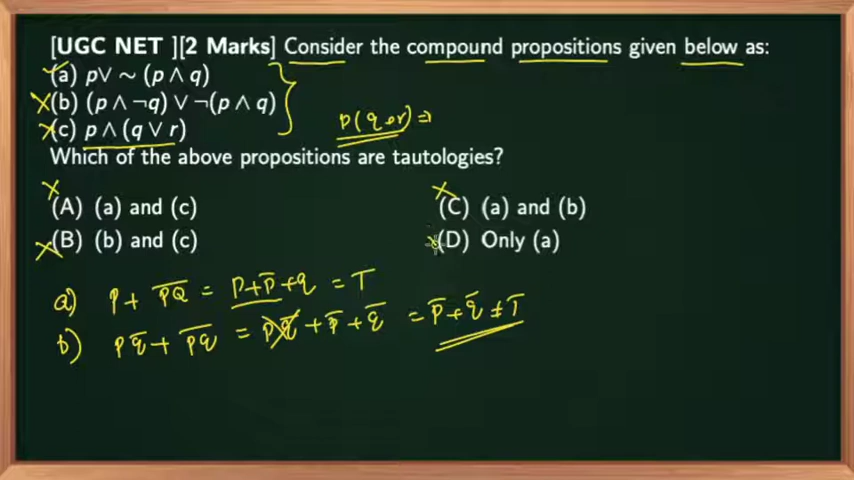 [UGC NET ][2 Marks] Consider the compound propositions given below as:
(a) p∨ ∼ (p ∧ q)
(b) (p ∧ ¬q) ∨ ¬(p ∧ q)
(c) p ∧ (q ∨ r)
p(q or) =
Which of the above propositions are tautologies?
(A) (a) and (c)
(C) (a) and (b)
(B) (b) and (c)
(D) Only (a)
a) p + P̅Q̅ = p + p̅ + q = T
b) pq̅ + p̅q̅ = pq̅ + p̅ + q̅ = p̅ + q̅ ≠ T